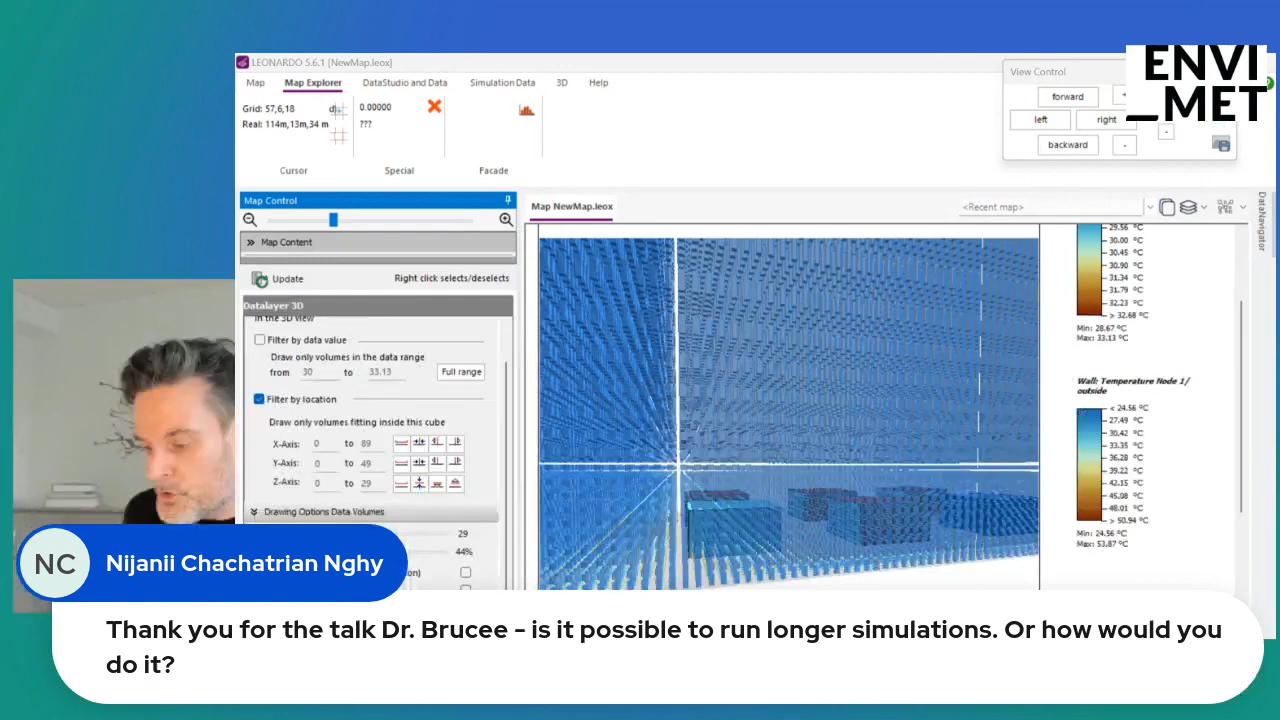 ENVI
_MET
LEONARDO 5.6.1 [NewMap.leox]
Map Map Explorer DataStudio and Data Simulation Data 3D Help
Grid: 57,6,18
Real: 114m,13m,34 m
0.00000
???
Cursor Special Facade
View Control
forward
left right
backward -
-
Map Control
Map Content
Update Right click selects/deselects
Datalayer 3D
in the 3D view
Filter by data value
Draw only volumes in the data range
from 30 to 33.13 Full range
Filter by location
Draw only volumes fitting inside this cube
X-Axis: 0 to 89
Y-Axis: 0 to 49
Z-Axis: 0 to 29
Drawing Options Data Volumes
29
44%
Map NewMap.leox
<Recent map>
DataNavigator
29.56 °C
30.00 °C
30.45 °C
30.90 °C
31.34 °C
31.79 °C
32.23 °C
> 32.68 °C
Min: 28.67 °C
Max: 33.13 °C
Wall: Temperature Node 1/
outside
< 24.56 °C
27.49 °C
30.42 °C
33.35 °C
36.28 °C
39.22 °C
42.15 °C
45.08 °C
48.01 °C
> 50.94 °C
Min: 24.56 °C
Max: 53.87 °C
NC Nijanii Chachatrian Nghy
Thank you for the talk Dr. Brucee - is it possible to run longer simulations. Or how would you
do it?